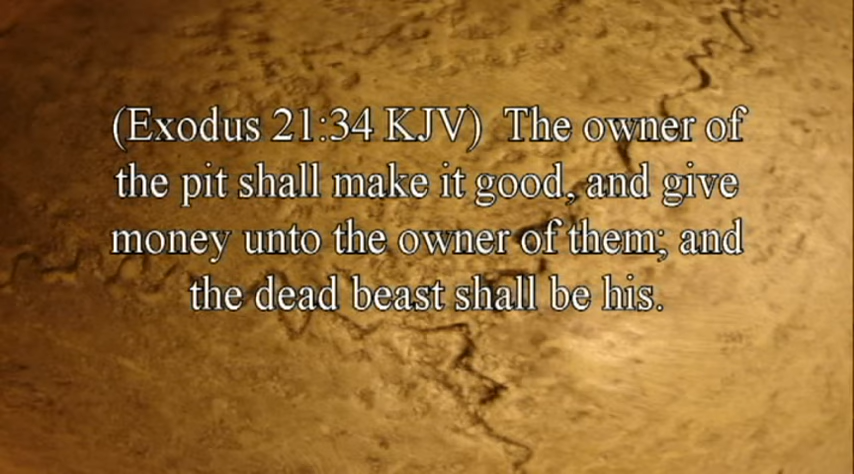 (Exodus 21:34 KJV)  The owner of
the pit shall make it good, and give
money unto the owner of them; and
the dead beast shall be his.